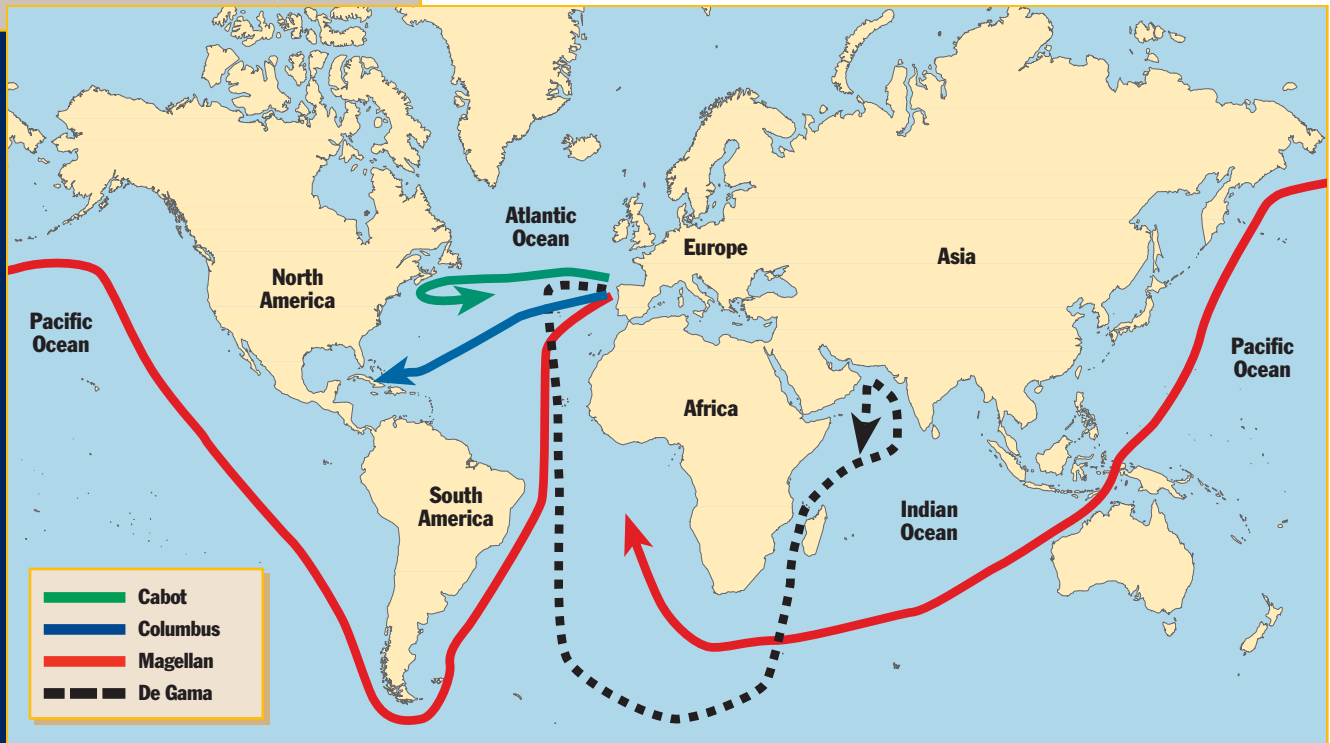 Atlantic
Ocean
Europe
Asia
North
America
Pacific
Ocean
Pacific
Ocean
Africa
South
America
Indian
Ocean
Cabot
Columbus
Magellan
De Gama